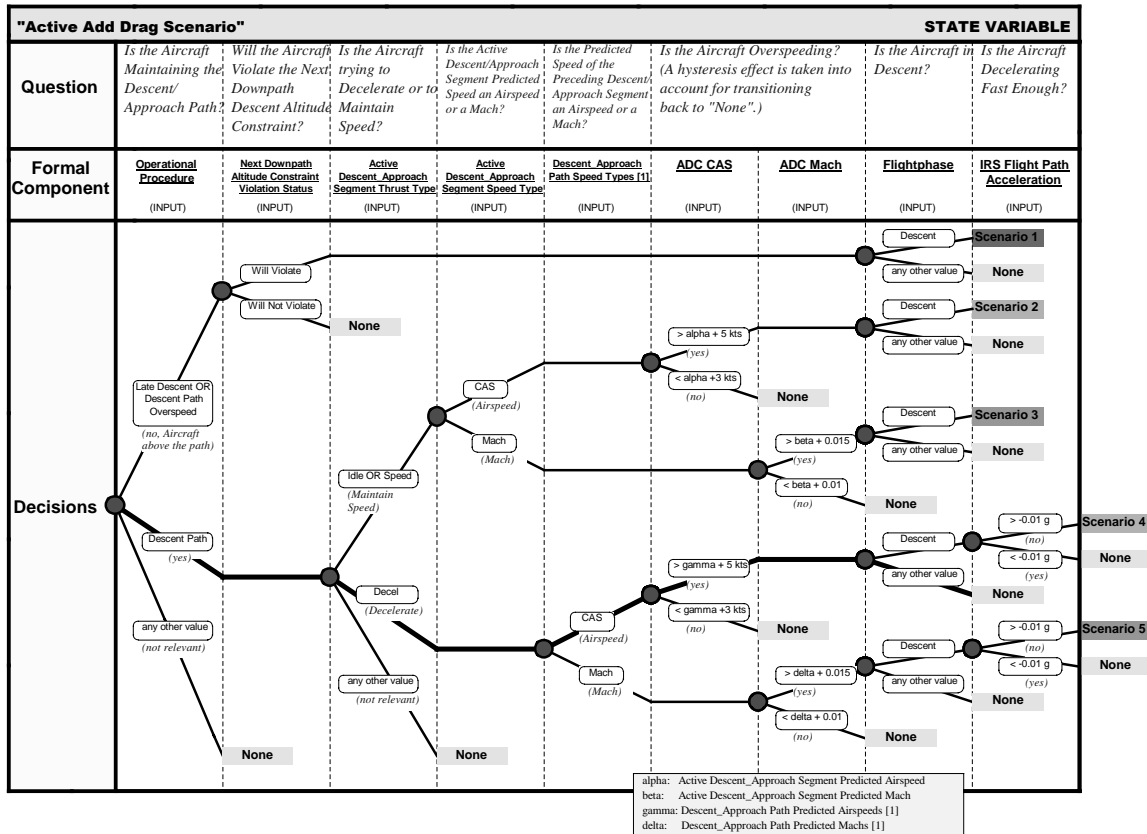 "Active Add Drag Scenario" STATE VARIABLE
Question
Is the Aircraft
Maintaining the
Descent/
Approach Path?
Will the Aircraft
Violate the Next
Downpath
Descent Altitude
Constraint?
Is the Aircraft
trying to
Decelerate or to
Maintain
Speed?
Is the Active
Descent/Approach
Segment Predicted
Speed an Airspeed
or a Mach?
Is the Predicted
Speed of the
Preceding Descent/
Approach Segment
an Airspeed or a
Mach?
Is the Aircraft Overspeeding?
(A hysteresis effect is taken into
account for transitioning
back to "None".)
Is the Aircraft in
Descent?
Is the Aircraft
Decelerating
Fast Enough?
Formal
Component
Operational
Procedure
(INPUT)
Next Downpath
Altitude Constraint
Violation Status
(INPUT)
Active
Descent_Approach
Segment Thrust Type
(INPUT)
Active
Descent_Approach
Segment Speed Type
(INPUT)
Descent_Approach
Path Speed Types [1]
(INPUT)
ADC CAS
(INPUT)
ADC Mach
(INPUT)
Flightphase
(INPUT)
IRS Flight Path
Acceleration
(INPUT)
Decisions
Late Descent OR
Descent Path
Overspeed
(no, Aircraft
above the path)
Descent Path
(yes)
any other value
(not relevant)
None
Will Violate
Will Not Violate
None
Idle OR Speed
(Maintain
Speed)
Decel
(Decelerate)
any other value
(not relevant)
None
CAS
(Airspeed)
Mach
(Mach)
CAS
(Airspeed)
Mach
(Mach)
> alpha + 5 kts
(yes)
< alpha +3 kts
(no)
None
> gamma + 5 kts
(yes)
< gamma +3 kts
(no)
None
> beta + 0.015
(yes)
< beta + 0.01
(no)
None
> delta + 0.015
(yes)
< delta + 0.01
(no)
None
Descent
Scenario 1
any other value
None
Descent
Scenario 2
any other value
None
Descent
Scenario 3
any other value
None
Descent
any other value
None
> -0.01 g
(no)
Scenario 4
< -0.01 g
(yes)
None
Descent
any other value
None
> -0.01 g
(no)
Scenario 5
< -0.01 g
(yes)
None
alpha: Active Descent_Approach Segment Predicted Airspeed
beta: Active Descent_Approach Segment Predicted Mach
gamma: Descent_Approach Path Predicted Airspeeds [1]
delta: Descent_Approach Path Predicted Machs [1]